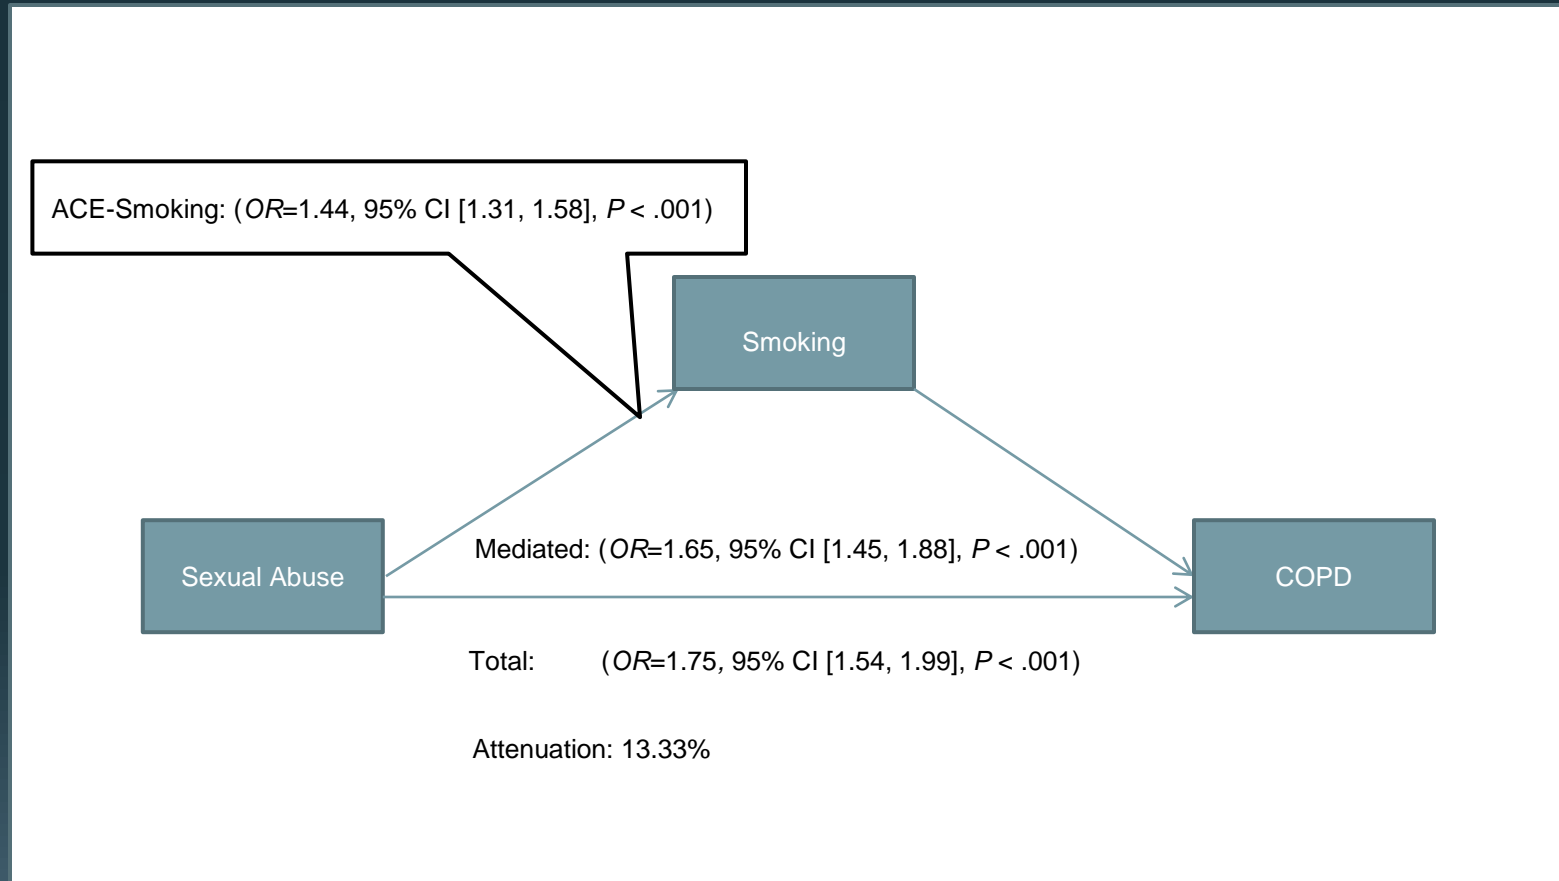 ACE-Smoking: (OR=1.44, 95% CI [1.31, 1.58], P < .001)
Smoking
Mediated: (OR=1.65, 95% CI [1.45, 1.88], P < .001)
Sexual Abuse
COPD
Total: (OR=1.75, 95% CI [1.54, 1.99], P < .001)
Attenuation: 13.33%